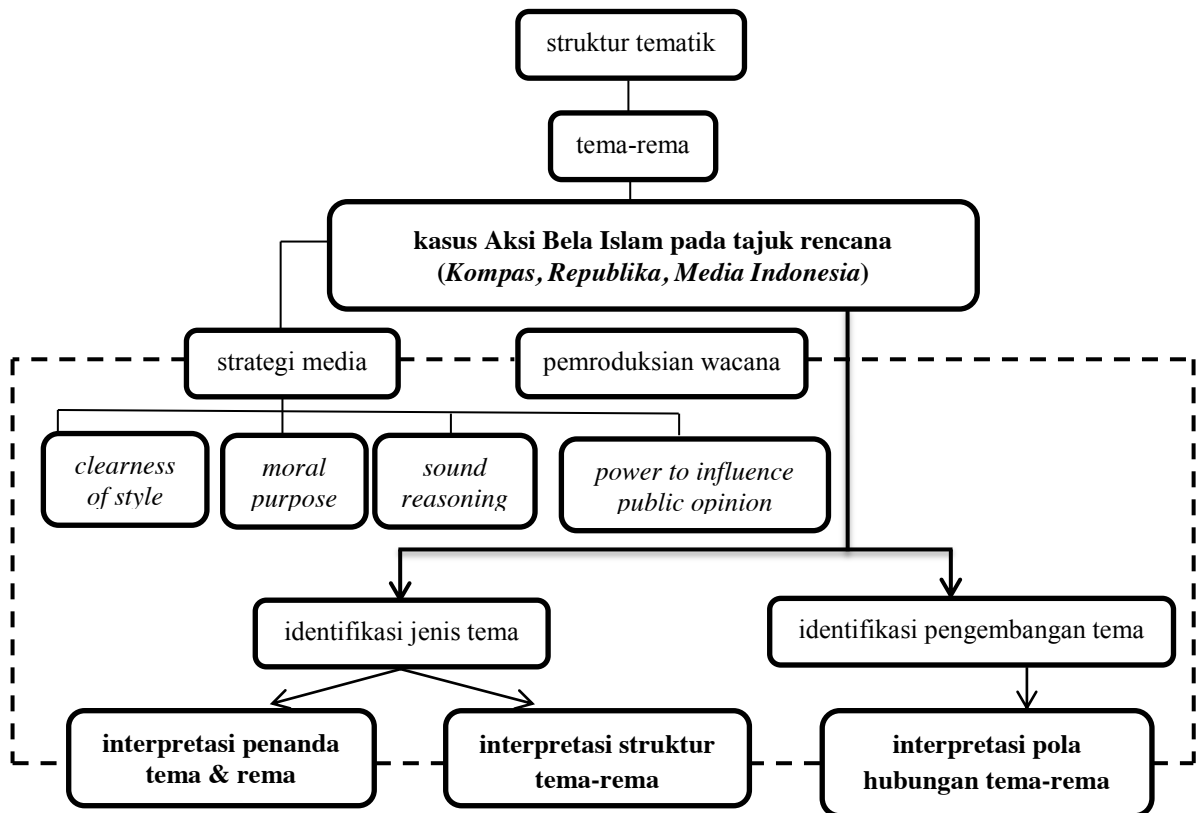 struktur tematik
tema-rema
kasus Aksi Bela Islam pada tajuk rencana
(Kompas, Republika, Media Indonesia)
strategi media
pemroduksian wacana
clearness
of style
moral
purpose
sound
reasoning
power to influence
public opinion
identifikasi jenis tema
identifikasi pengembangan tema
interpretasi penanda
tema & rema
interpretasi struktur
tema-rema
interpretasi pola
hubungan tema-rema